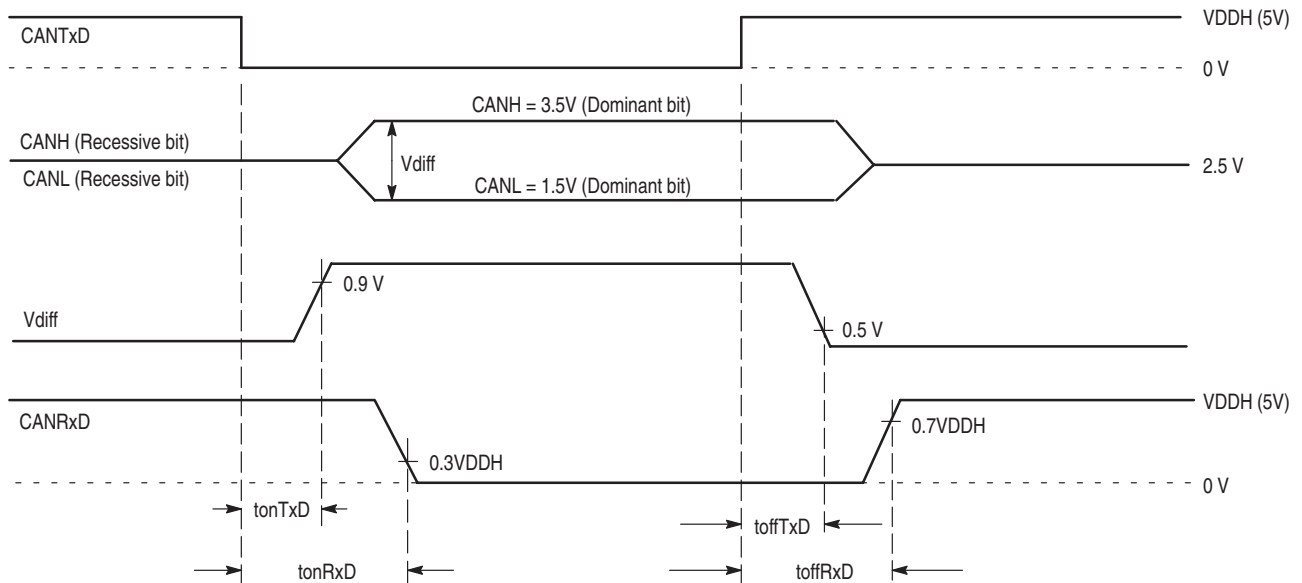 VDDH (5V)
CANTxD
0 V
CANH = 3.5V (Dominant bit)
CANH (Recessive bit)
Vdiff
2.5 V
CANL (Recessive bit)
CANL = 1.5V (Dominant bit)
0.9 V
Vdiff
0.5 V
VDDH (5V)
CANRxD
0.7VDDH
0.3VDDH
0 V
tonTxD
toffTxD
tonRxD
toffRxD